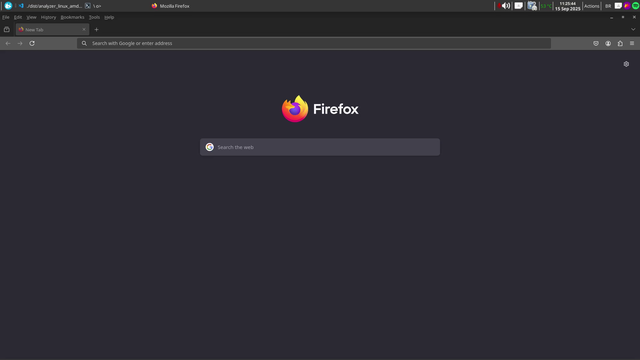 ./dist/analyzer_linux_amd...
Mozilla Firefox
11:25:44
15 Sep 2025
Actions
BR
File Edit View History Bookmarks Tools Help
New Tab
Search with Google or enter address
Firefox
Search the web